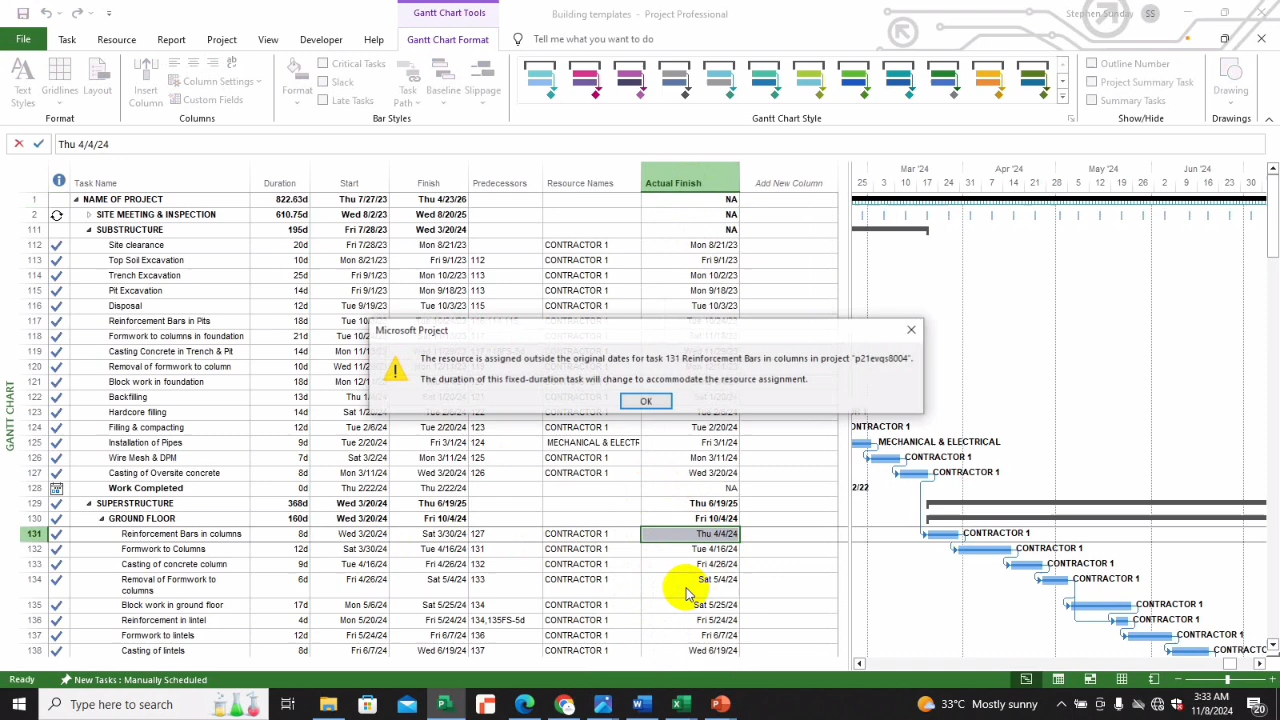 Gantt Chart Tools
Building templates - Project Professional
Stephen Sunday SS
File Task Resource Report Project View Developer Help Gantt Chart Format Tell me what you want to do
Text Styles Gridlines Layout Insert Column Column Settings Custom Fields Format Critical Tasks Slack Late Tasks Task Path Baseline Slippage Outline Number Project Summary Task Summary Tasks Drawing
Format Columns Bar Styles Gantt Chart Style Show/Hide Drawings
Thu 4/4/24
Mar '24 Apr '24 May '24 Jun '24
Task Name Duration Start Finish Predecessors Resource Names Actual Finish Add New Column 25 3 10 17 24 31 7 14 21 28 5 12 19 26 2 9 16 23 30
1 NAME OF PROJECT 822.63d Thu 7/27/23 Thu 4/23/26 NA
2 SITE MEETING & INSPECTION 610.75d Wed 8/2/23 Wed 8/20/25 NA
111 SUBSTRUCTURE 195d Fri 7/28/23 Wed 3/20/24 NA
112 Site clearance 20d Fri 7/28/23 Mon 8/21/23 CONTRACTOR 1 Mon 8/21/23
113 Top Soil Excavation 10d Mon 8/21/23 Fri 9/1/23 112 CONTRACTOR 1 Fri 9/1/23
114 Trench Excavation 25d Fri 9/1/23 Mon 10/2/23 113 CONTRACTOR 1 Mon 10/2/23
115 Pit Excavation 14d Fri 9/1/23 Mon 9/18/23 113 CONTRACTOR 1 Mon 9/18/23
116 Disposal 12d Tue 9/19/23 Tue 10/3/23 115 CONTRACTOR 1 Tue 10/3/23
117 Reinforcement Bars in Pits 18d Tue 10/
118 Formwork to columns in foundation 21d Tue 10/
119 Casting Concrete in Trench & Pit 14d Mon 11/
120 Removal of formwork to column 10d Wed 11/
121 Block work in foundation 18d Mon 12/
122 Backfilling 13d Thu 1/
123 Hardcore filling 14d Sat 1/20
124 Filling & compacting 12d Tue 2/6/24 Tue 2/20/24 123 CONTRACTOR 1 Tue 2/20/24 ONTRACTOR 1
125 Installation of Pipes 9d Tue 2/20/24 Fri 3/1/24 124 MECHANICAL & ELECTR Fri 3/1/24 MECHANICAL & ELECTRICAL
126 Wire Mesh & DPM 7d Sat 3/2/24 Mon 3/11/24 125 CONTRACTOR 1 Mon 3/11/24 CONTRACTOR 1
127 Casting of Oversite concrete 9d Mon 3/11/24 Wed 3/20/24 126 CONTRACTOR 1 Wed 3/20/24 CONTRACTOR 1
128 Work Completed 0d Thu 2/22/24 Thu 2/22/24 NA 2/22
129 SUPERSTRUCTURE 368d Wed 3/20/24 Thu 6/19/25 Thu 6/19/25
130 GROUND FLOOR 160d Wed 3/20/24 Fri 10/4/24 Fri 10/4/24
131 Reinforcement Bars in columns 8d Wed 3/20/24 Sat 3/30/24 127 CONTRACTOR 1 Thu 4/4/24 CONTRACTOR 1
132 Formwork to Columns 12d Sat 3/30/24 Tue 4/16/24 131 CONTRACTOR 1 Tue 4/16/24 CONTRACTOR 1
133 Casting of concrete column 9d Tue 4/16/24 Fri 4/26/24 132 CONTRACTOR 1 Fri 4/26/24 CONTRACTOR 1
134 Removal of Formwork to columns 6d Fri 4/26/24 Sat 5/4/24 133 CONTRACTOR 1 Sat 5/4/24 CONTRACTOR 1
135 Block work in ground floor 17d Mon 5/6/24 Sat 5/25/24 134 CONTRACTOR 1 Sat 5/25/24 CONTRACTOR 1
136 Reinforcement in lintel 4d Mon 5/20/24 Fri 5/24/24 134,135FS-5d CONTRACTOR 1 Fri 5/24/24 CONTRACTOR 1
137 Formwork to lintels 12d Fri 5/24/24 Fri 6/7/24 136 CONTRACTOR 1 Fri 6/7/24 CONTRACTOR 1
138 Casting of lintels 9d Fri 6/7/24 Wed 6/19/24 137 CONTRACTOR 1 Wed 6/19/24 CONTRACTO
GANTT CHART
Microsoft Project
The resource is assigned outside the original dates for task 131 Reinforcement Bars in columns in project "p21evqs8004".
The duration of this fixed-duration task will change to accommodate the resource assignment.
OK
Ready New Tasks : Manually Scheduled
Type here to search 33°C Mostly sunny 3:33 AM
11/8/2024 20